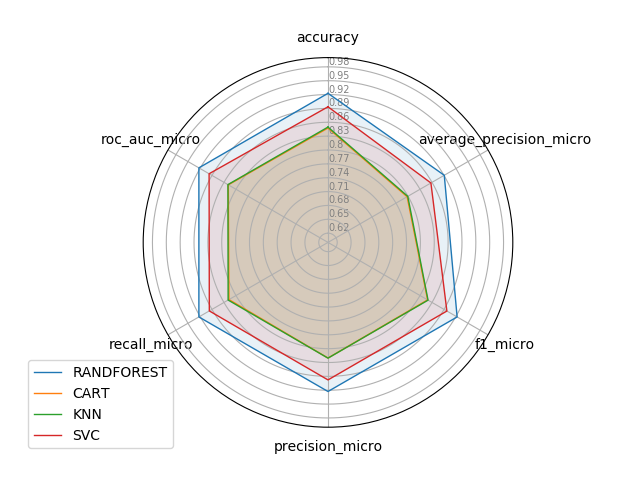 accuracy
0.98
0.95
0.92
0.89
0.86
0.83
0.8
0.77
0.74
0.71
0.68
0.65
0.62
roc_auc_micro
average_precision_micro
recall_micro
f1_micro
precision_micro
RANDFOREST
CART
KNN
SVC